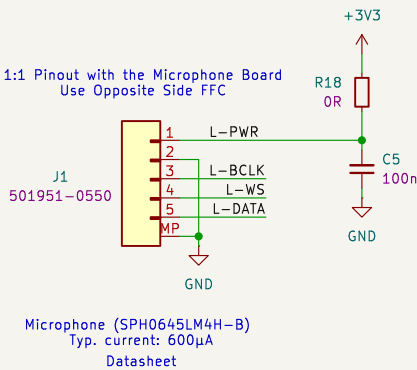 +3V3
1:1 Pinout with the Microphone Board
Use Opposite Side FFC
R18
0R
J1
501951-0550
1 L-PWR
2
3 L-BCLK
4 L-WS
5 L-DATA
MP
C5
100n
GND
GND
Microphone (SPH0645LM4H-B)
Typ. current: 600µA
Datasheet